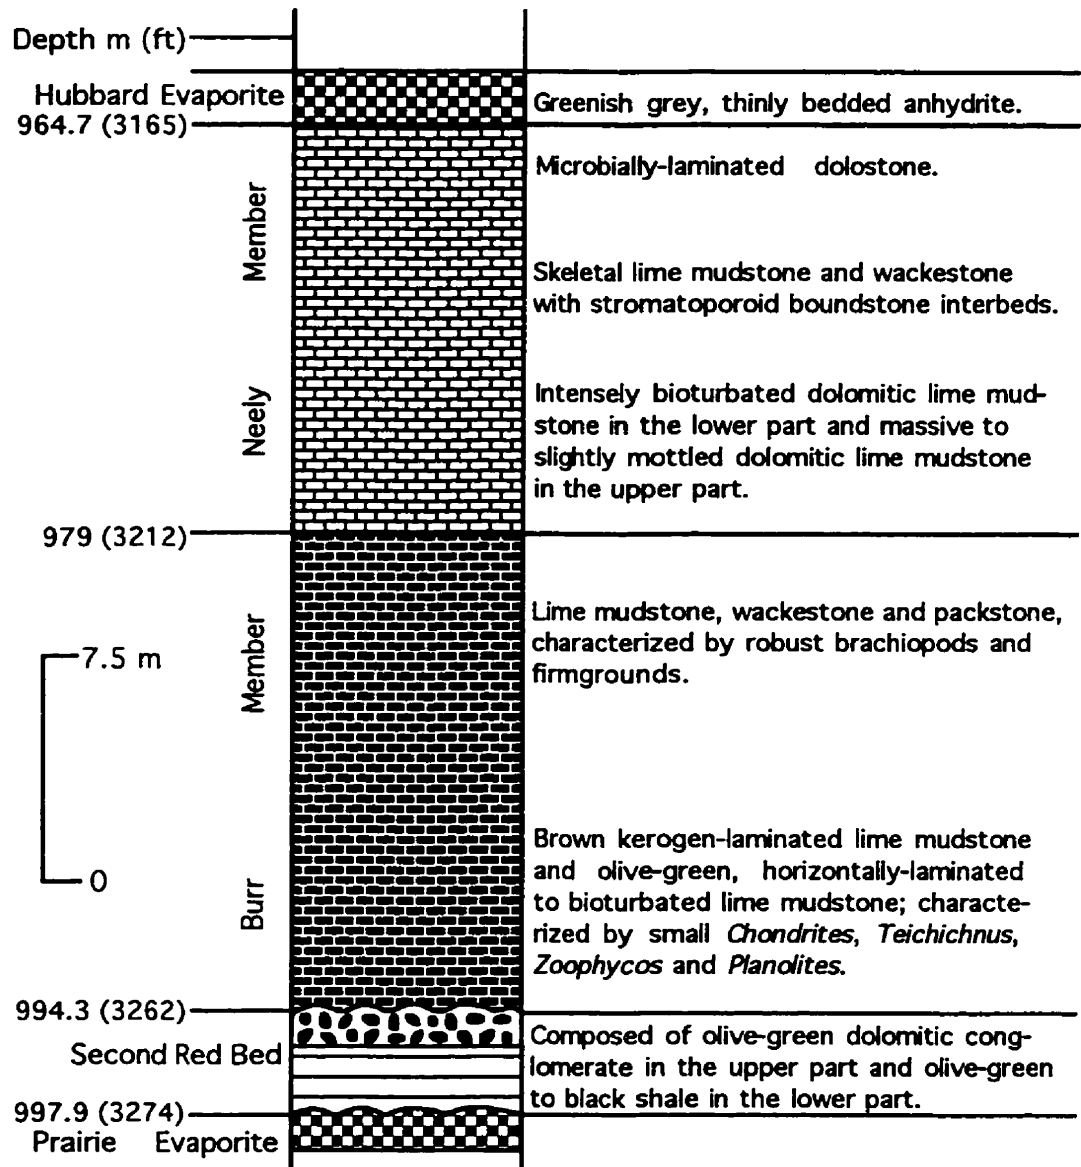 Depth m (ft)
Hubbard Evaporite
964.7 (3165)
Greenish grey, thinly bedded anhydrite.
Member
Neely
Microbially-laminated dolostone.
Skeletal lime mudstone and wackestone
with stromatoporoid boundstone interbeds.
Intensely bioturbated dolomitic lime mud-
stone in the lower part and massive to
slightly mottled dolomitic lime mudstone
in the upper part.
979 (3212)
Member
Burr
7.5 m
0
Lime mudstone, wackestone and packstone,
characterized by robust brachiopods and
firmgrounds.
Brown kerogen-laminated lime mudstone
and olive-green, horizontally-laminated
to bioturbated lime mudstone; characte-
rized by small Chondrites, Teichichnus,
Zoophycos and Planolites.
994.3 (3262)
Second Red Bed
Composed of olive-green dolomitic cong-
lomerate in the upper part and olive-green
to black shale in the lower part.
997.9 (3274)
Prairie Evaporite